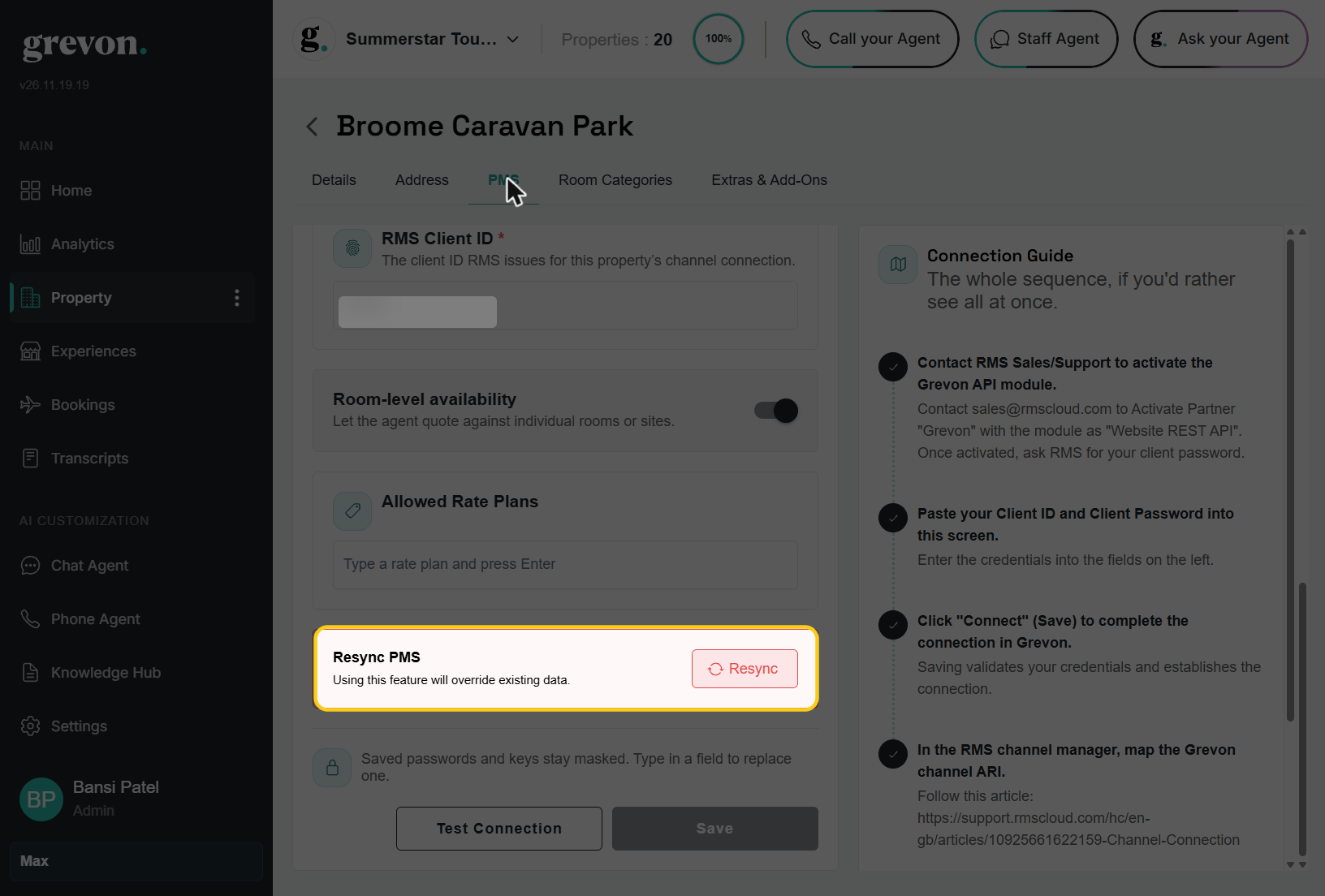 grevon.
v26.11.19.19
MAIN
Home
Analytics
Property
Experiences
Bookings
Transcripts
AI CUSTOMIZATION
Chat Agent
Phone Agent
Knowledge Hub
Settings
BP
Bansi Patel
Admin
Max
g.
Summerstar Tou...
Properties : 20
100%
Call your Agent
Staff Agent
g. Ask your Agent
Broome Caravan Park
Details
Address
PMS
Room Categories
Extras & Add-Ons
RMS Client ID *
The client ID RMS issues for this property's channel connection.
Room-level availability
Let the agent quote against individual rooms or sites.
Allowed Rate Plans
Type a rate plan and press Enter
Resync PMS
Using this feature will override existing data.
Resync
Saved passwords and keys stay masked. Type in a field to replace
one.
Test Connection
Save
Connection Guide
The whole sequence, if you'd rather
see all at once.
Contact RMS Sales/Support to activate the
Grevon API module.
Contact sales@rmscloud.com to Activate Partner
"Grevon" with the module as "Website REST API".
Once activated, ask RMS for your client password.
Paste your Client ID and Client Password into
this screen.
Enter the credentials into the fields on the left.
Click "Connect" (Save) to complete the
connection in Grevon.
Saving validates your credentials and establishes the
connection.
In the RMS channel manager, map the Grevon
channel ARI.
Follow this article:
https://support.rmscloud.com/hc/en-
gb/articles/10925661622159-Channel-Connection